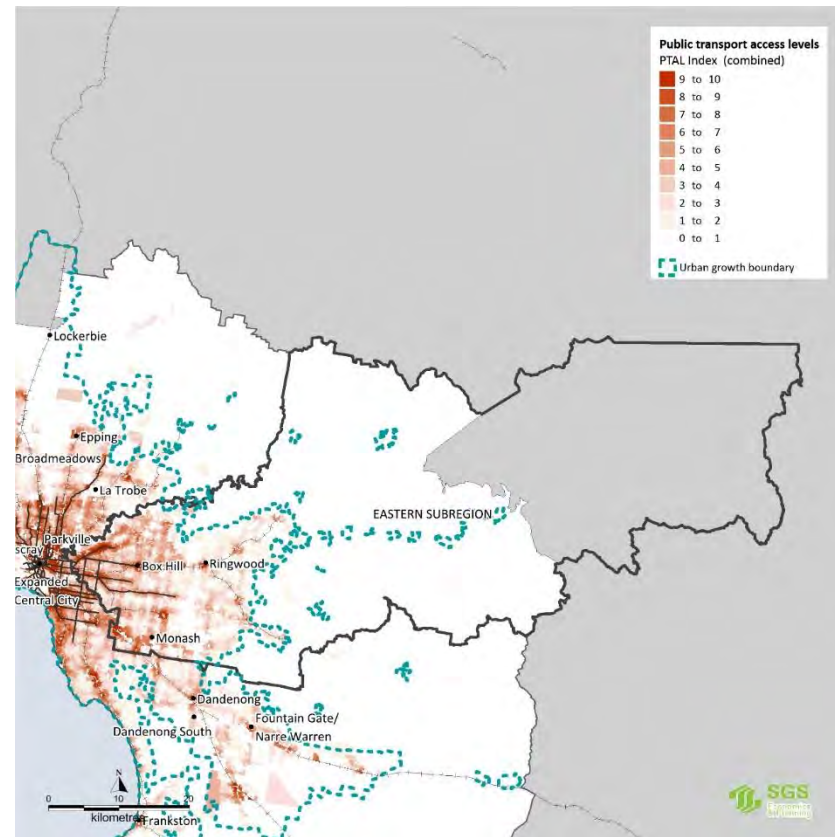 Public transport access levels
PTAL Index (combined)
9 to 10
8 to 9
7 to 8
6 to 7
5 to 6
4 to 5
3 to 4
2 to 3
1 to 2
0 to 1
Urban growth boundary
Lockerbie
Epping
Broadmeadows
La Trobe
EASTERN SUBREGION
Parkville
scray
Box Hill
Ringwood
Expanded
Central City
Monash
Dandenong
Dandenong South
Fountain Gate/
Narre Warren
N
0 10 20
kilometres
Frankston
SGS
Economics
& Planning